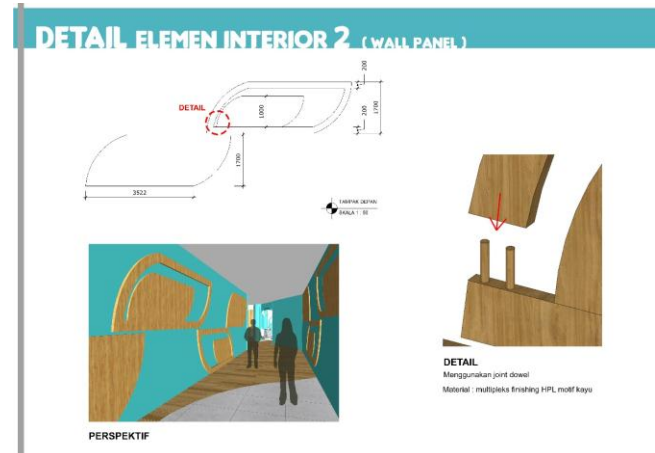 DETAIL ELEMEN INTERIOR 2 ( WALL PANEL )
200
DETAIL
1000
200
1700
1700
3522
TAMPAK DEPAN
SKALA 1 : 50
PERSPEKTIF
DETAIL
Menggunakan joint dowel
Material : multipleks finishing HPL motif kayu